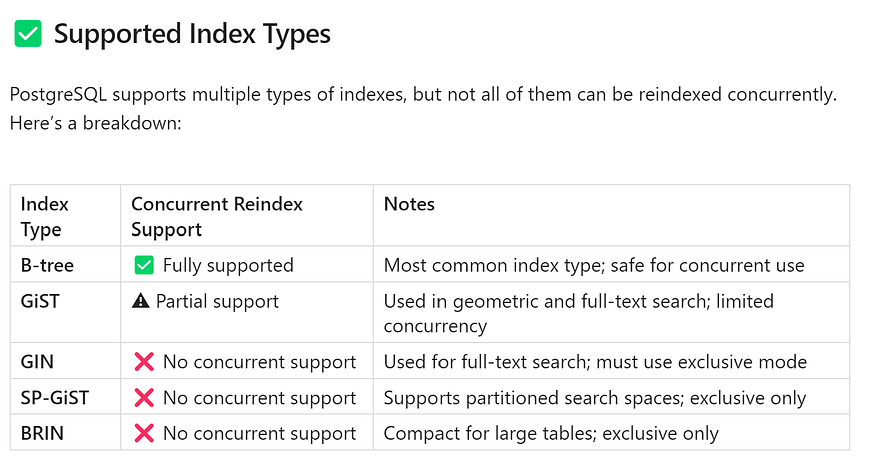 ✅ Supported Index Types
PostgreSQL supports multiple types of indexes, but not all of them can be reindexed concurrently.
Here’s a breakdown:
Index Type | Concurrent Reindex Support | Notes
B-tree | ✅ Fully supported | Most common index type; safe for concurrent use
GiST | ⚠ Partial support | Used in geometric and full-text search; limited concurrency
GIN | ❌ No concurrent support | Used for full-text search; must use exclusive mode
SP-GiST | ❌ No concurrent support | Supports partitioned search spaces; exclusive only
BRIN | ❌ No concurrent support | Compact for large tables; exclusive only